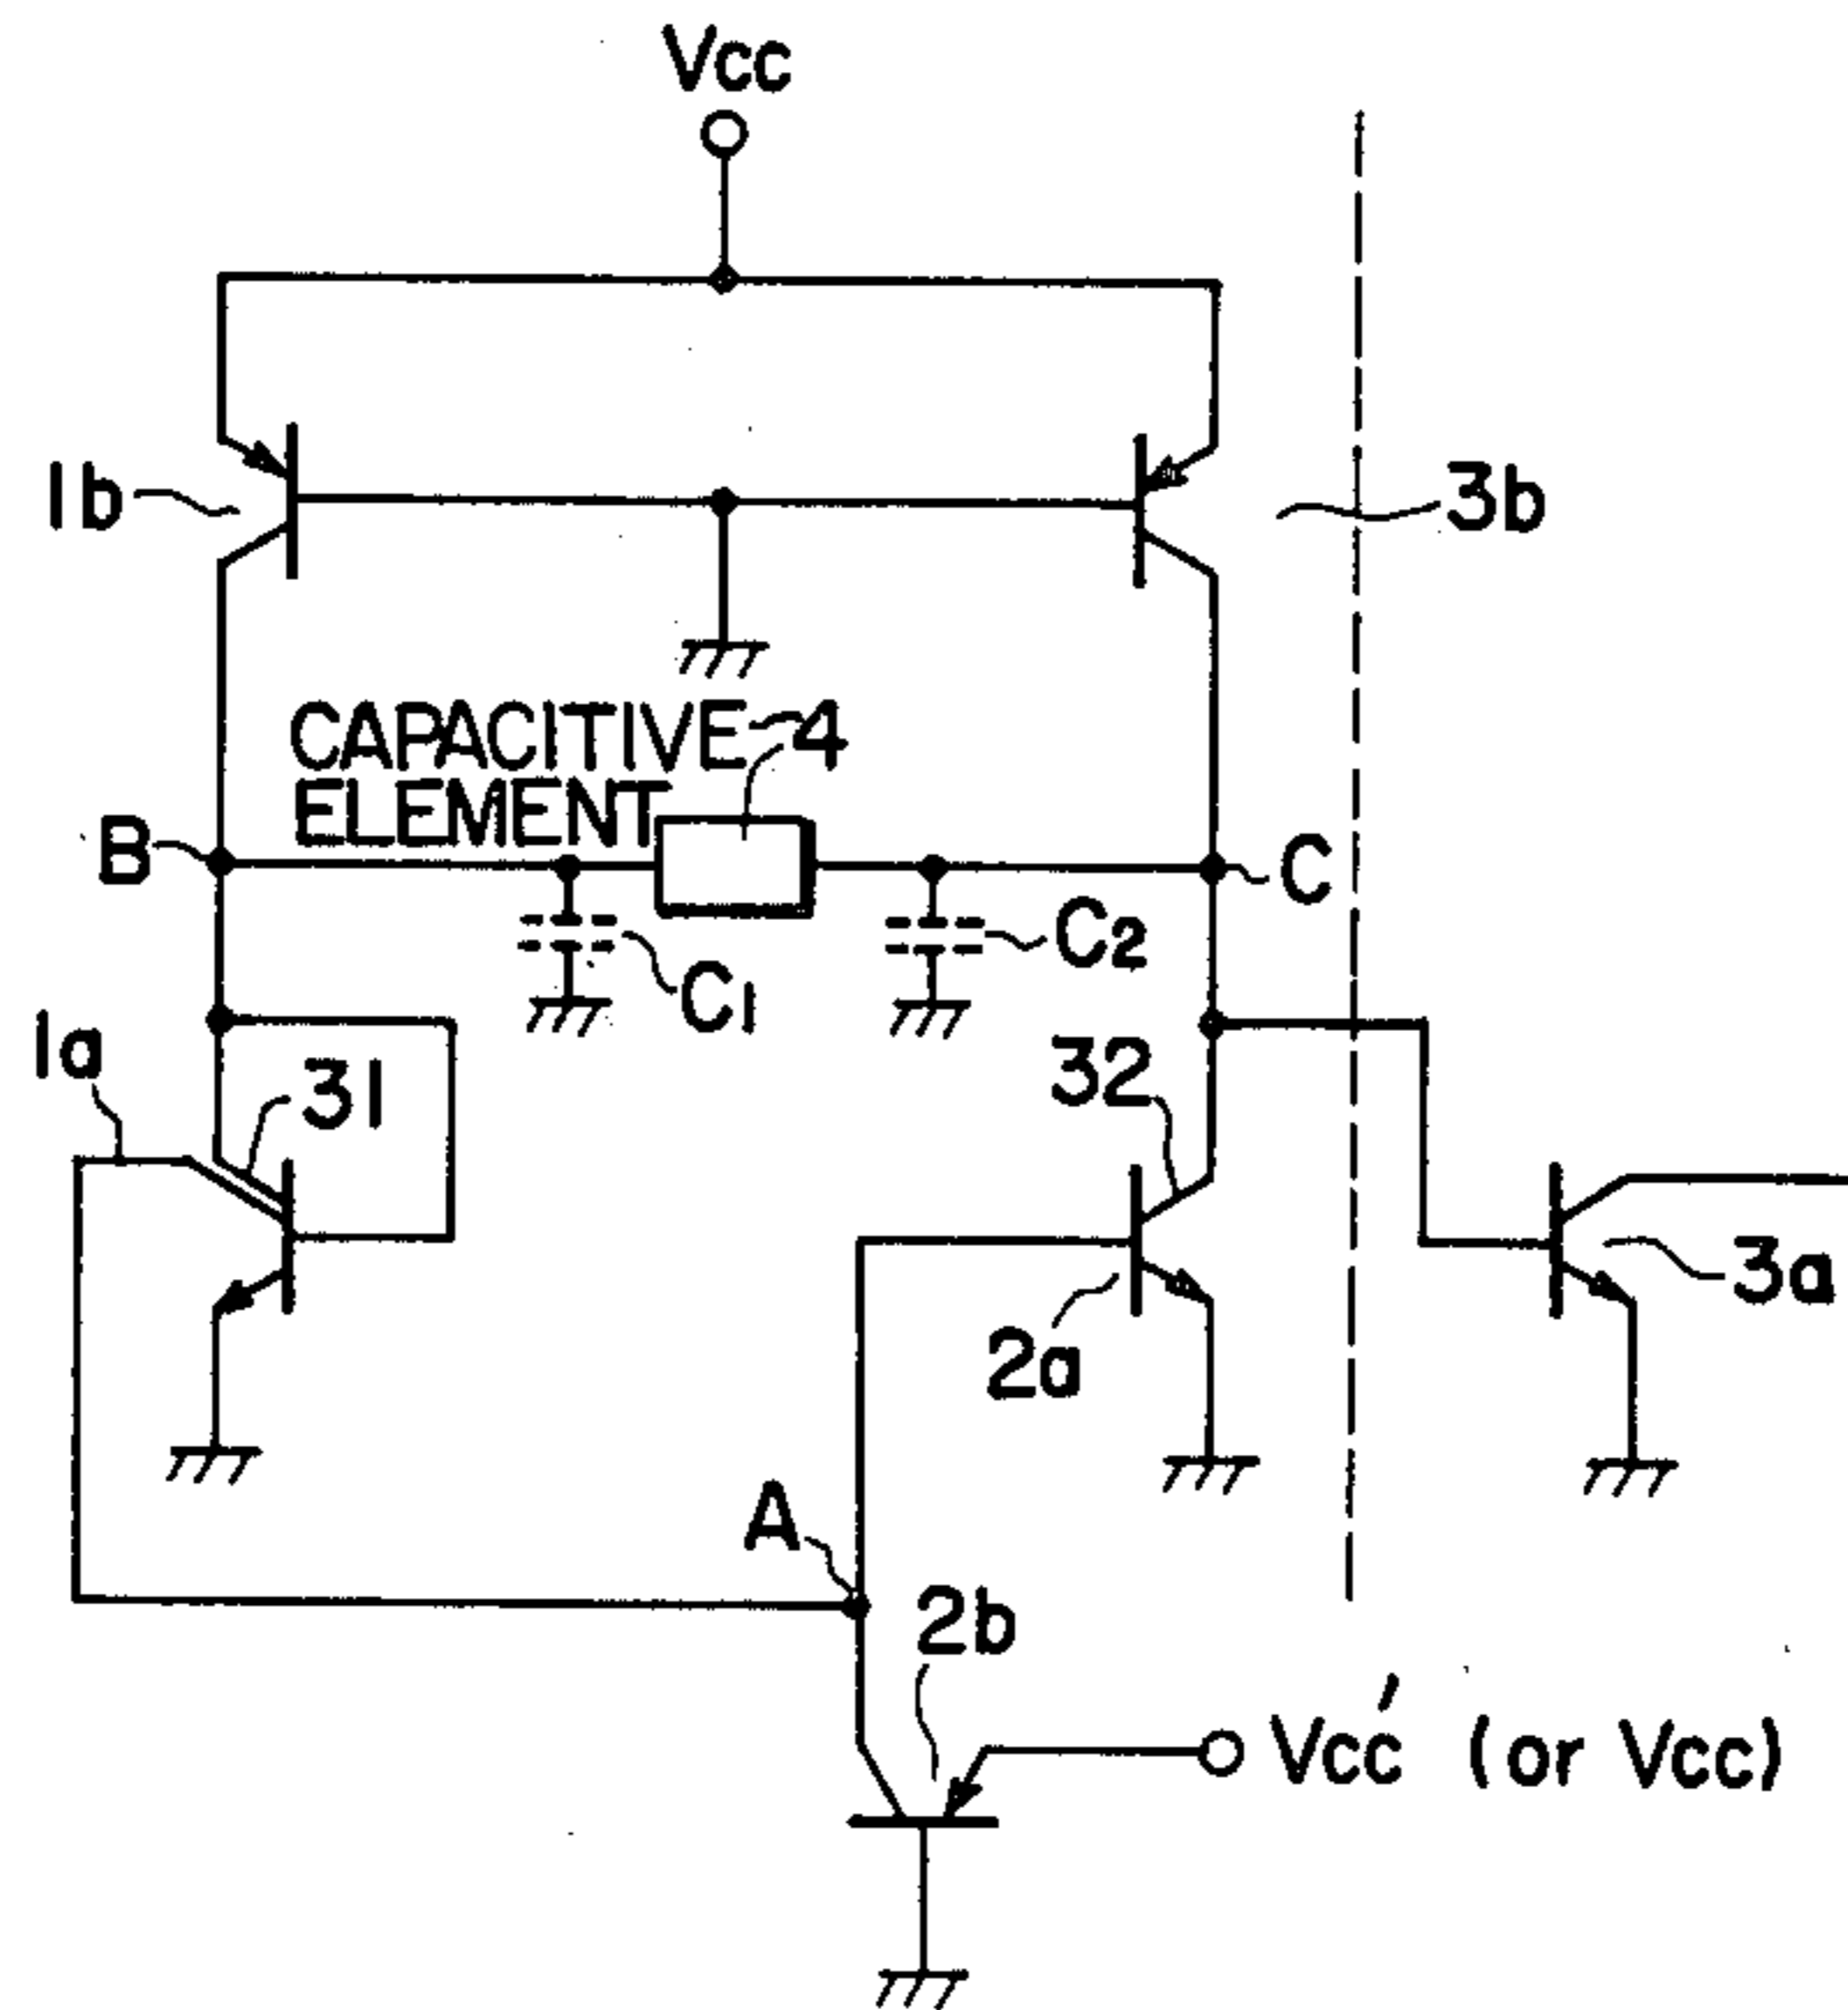 Vcc
1b
3b
CAPACITIVE 4
ELEMENT
B
C
C1
C2
1a
31
32
2a
3a
A
2b
Vcc' (or Vcc)